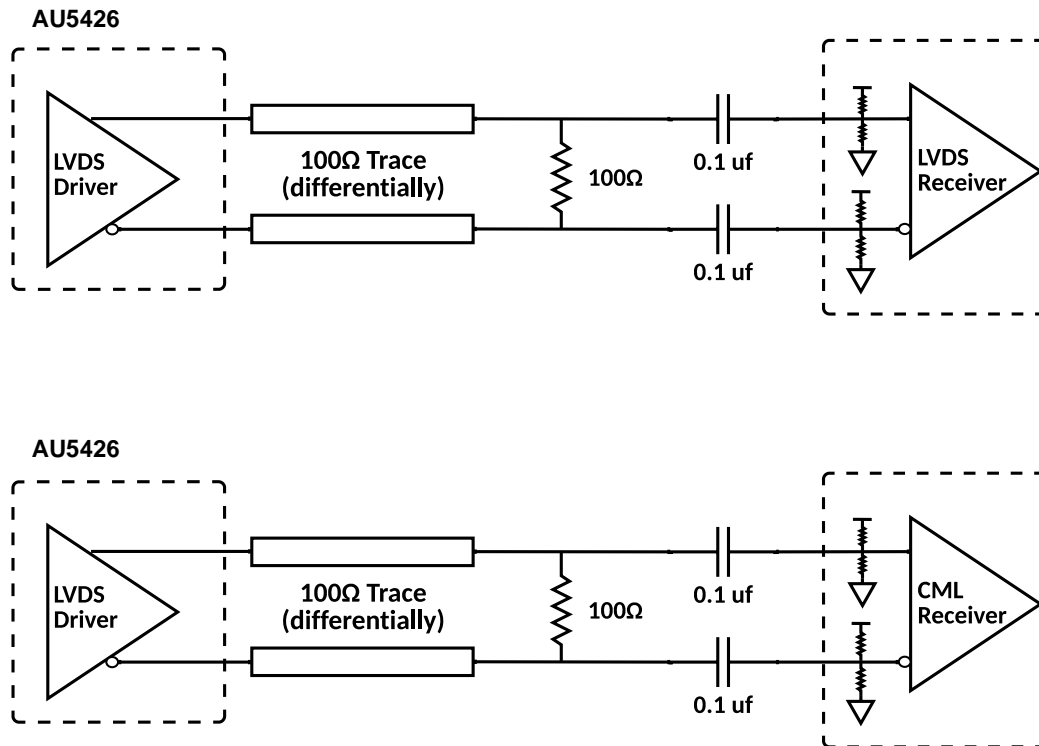 AU5426
LVDS
Driver
100Ω Trace
(differentially)
100Ω
0.1 uf
0.1 uf
LVDS
Receiver
AU5426
LVDS
Driver
100Ω Trace
(differentially)
100Ω
0.1 uf
0.1 uf
CML
Receiver